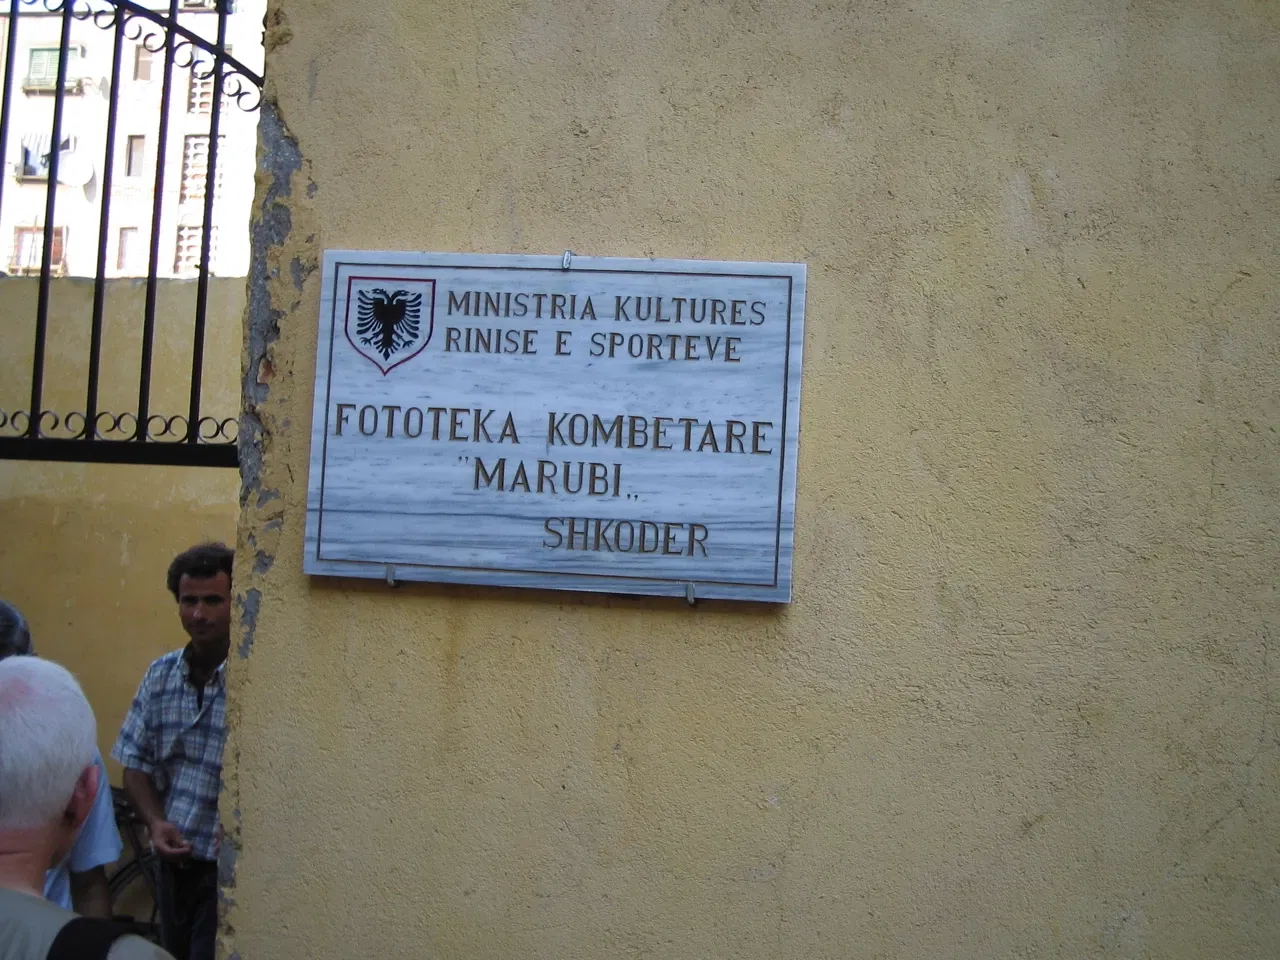 MINISTRIA KULTURES
RINISE E SPORTEVE
FOTOTEKA KOMBETARE
"MARUBI„
SHKODER